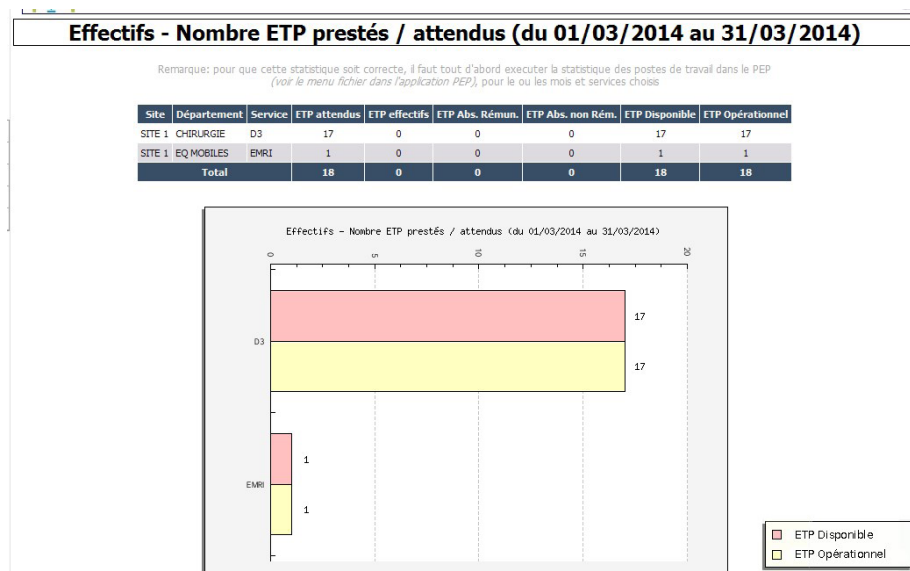 Effectifs - Nombre ETP prestés / attendus (du 01/03/2014 au 31/03/2014)
Remarque: pour que cette statistique soit correcte, il faut tout d'abord executer la statistique des postes de travail dans le PEP
(voir le menu fichier dans l'application PEP), pour le ou les mois et services choisis
Site Département Service ETP attendus ETP effectifs ETP Abs. Rémun. ETP Abs. non Rém. ETP Disponible ETP Opérationnel
SITE 1 CHIRURGIE D3 17 0 0 0 17 17
SITE 1 EQ MOBILES EMRI 1 0 0 0 1 1
Total 18 0 0 0 18 18
Effectifs - Nombre ETP prestés / attendus (du 01/03/2014 au 31/03/2014)
0 5 10 15 20
17
D3
17
1
EMRI
1
ETP Disponible
ETP Opérationnel